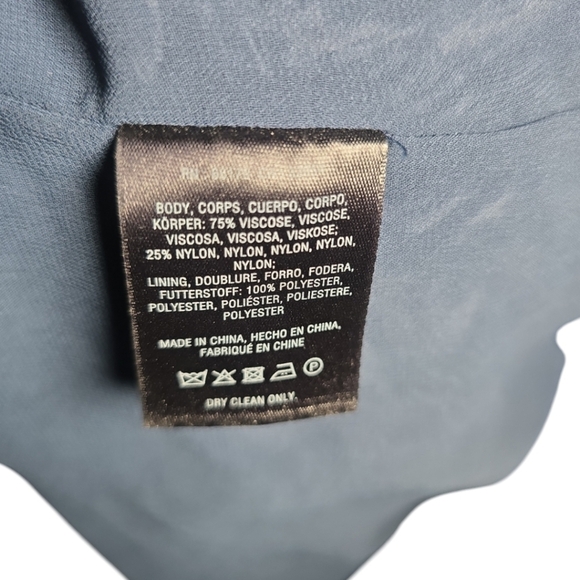 BODY, CORPS, CUERPO, CORPO,
KÖRPER: 75% VISCOSE, VISCOSE,
VISCOSA, VISCOSA, VISKOSE;
25% NYLON, NYLON, NYLON, NYLON,
NYLON;
LINING, DOUBLURE, FORRO, FODERA,
FUTTERSTOFF: 100% POLYESTER,
POLYESTER, POLIÉSTER, POLIESTERE,
POLYESTER
MADE IN CHINA, HECHO EN CHINA,
FABRIQUÉ EN CHINE
P
DRY CLEAN ONLY.